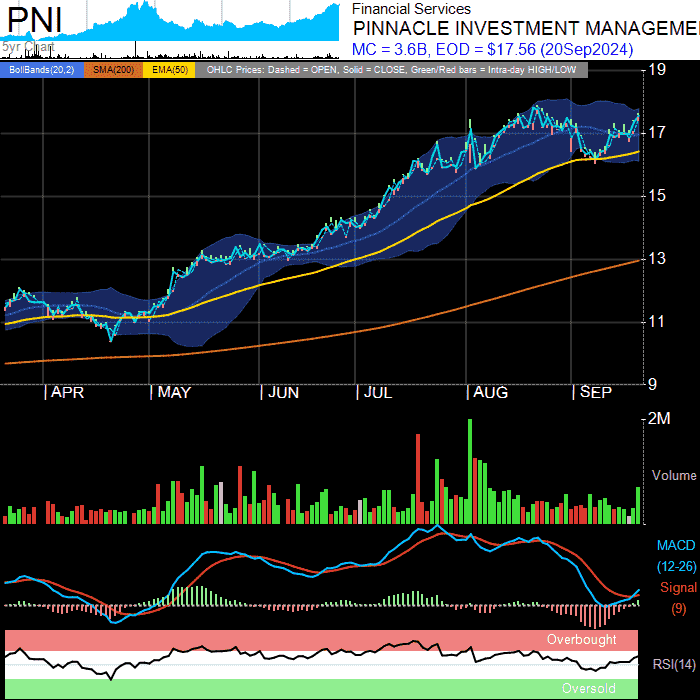 PNI
5yr Chart
Financial Services
PINNACLE INVESTMENT MANAGEME
MC = 3.6B, EOD = $17.56 (20Sep2024)
BollBands(20,2) SMA(200) EMA(50) OHLC Prices: Dashed = OPEN, Solid = CLOSE, Green/Red bars = Intra-day HIGH/LOW
19
17
15
13
11
9
APR MAY JUN JUL AUG SEP
2M
Volume
MACD
(12-26)
Signal
(9)
Overbought
RSI(14)
Oversold